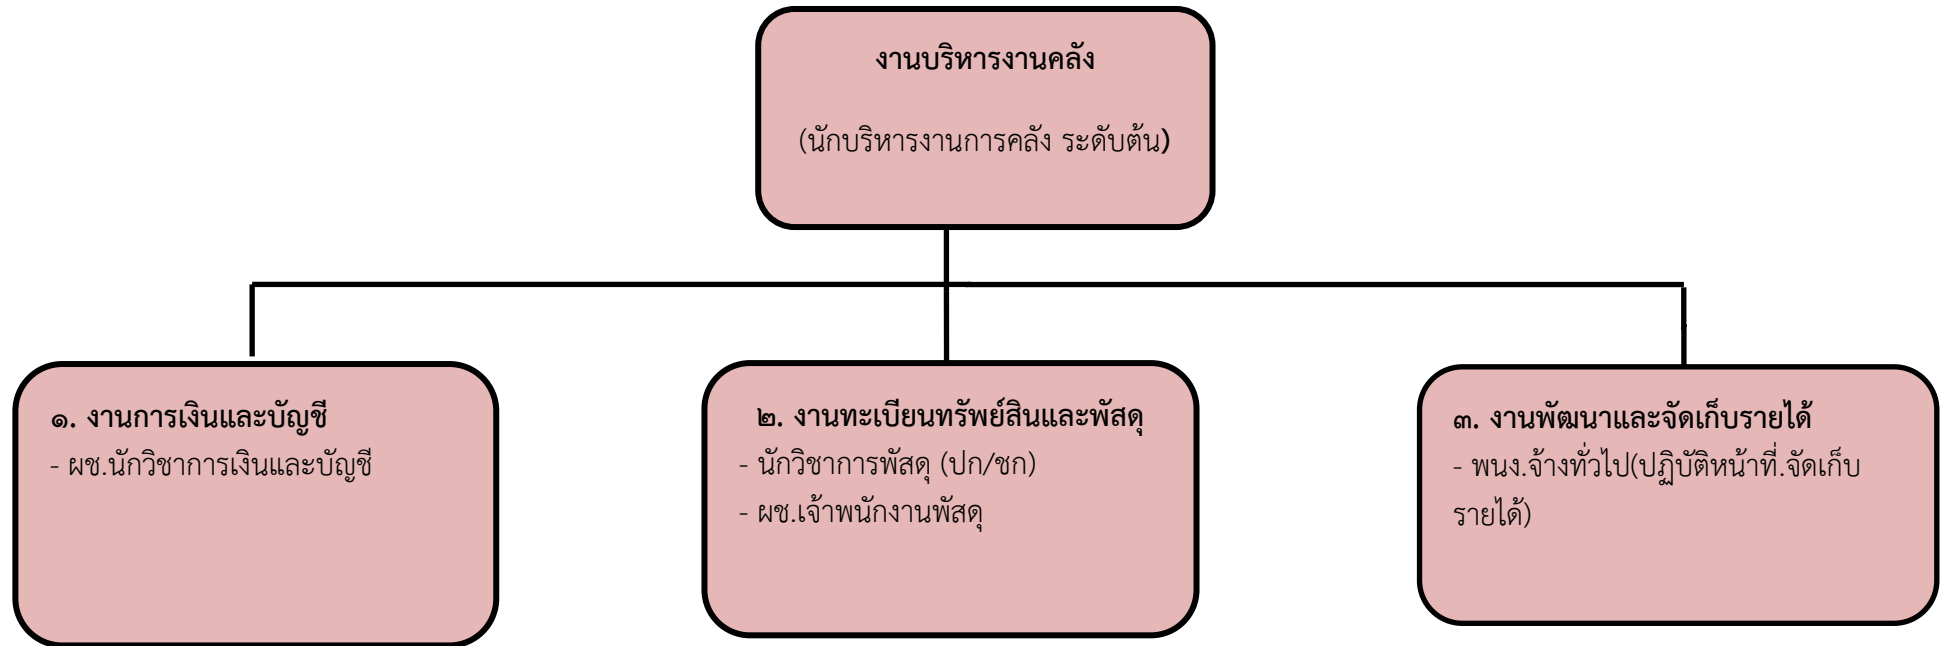 งานบริหารงานคลัง
(นักบริหารงานการคลัง ระดับต้น)
๑. งานการเงินและบัญชี
- ผช.นักวิชาการเงินและบัญชี
๒. งานทะเบียนทรัพย์สินและพัสดุ
- นักวิชาการพัสดุ (ปก/ชก)
- ผช.เจ้าพนักงานพัสดุ
๓. งานพัฒนาและจัดเก็บรายได้
- พนง.จ้างทั่วไป(ปฏิบัติหน้าที่.จัดเก็บ
รายได้)